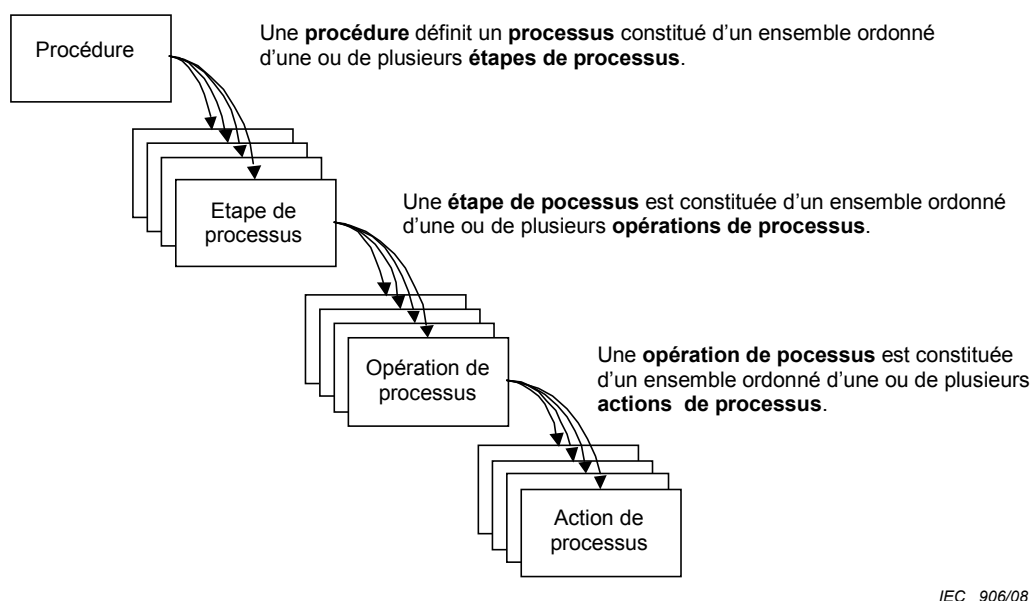 Procédure
Une procédure définit un processus constitué d'un ensemble ordonné
d'une ou de plusieurs étapes de processus.
Etape de
processus
Une étape de pocessus est constituée d'un ensemble ordonné
d'une ou de plusieurs opérations de processus.
Opération de
processus
Une opération de pocessus est constituée
d'un ensemble ordonné d'une ou de plusieurs
actions de processus.
Action de
processus
IEC 906/08